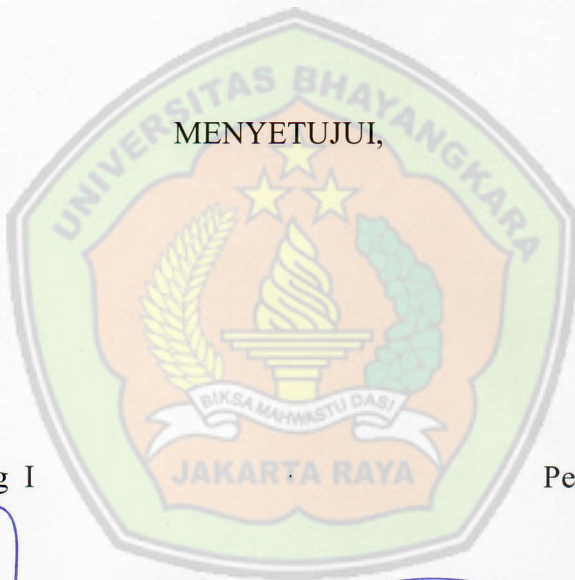 UNIVERSITAS BHAYANGKARA
MENYETUJUI,
BIKSA MAHWASTU DASI
JAKARTA RAYA
g I
Pe